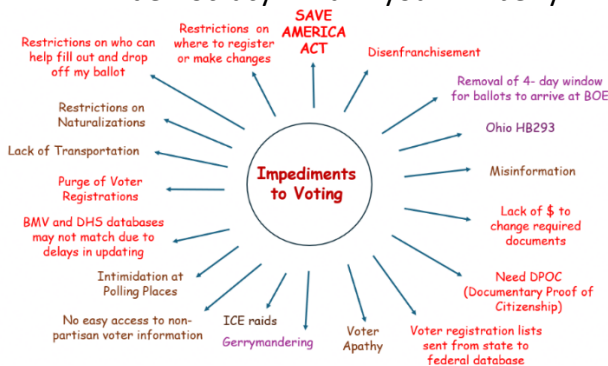 SAVE
AMERICA
ACT
Restrictions on
where to register
or make changes
Restrictions on who can
help fill out and drop
off my ballot
Disenfranchisement
Removal of 4- day window
for ballots to arrive at BOE
Restrictions on
Naturalizations
Ohio HB293
Lack of Transportation
Impediments
to Voting
Misinformation
Purge of Voter
Registrations
Lack of $ to
change required
documents
BMV and DHS databases
may not match due to
delays in updating
Intimidation at
Polling Places
Need DPOC
(Documentary Proof of
Citizenship)
No easy access to non-
partisan voter information
ICE raids
Gerrymandering
Voter
Apathy
Voter registration lists
sent from state to
federal database